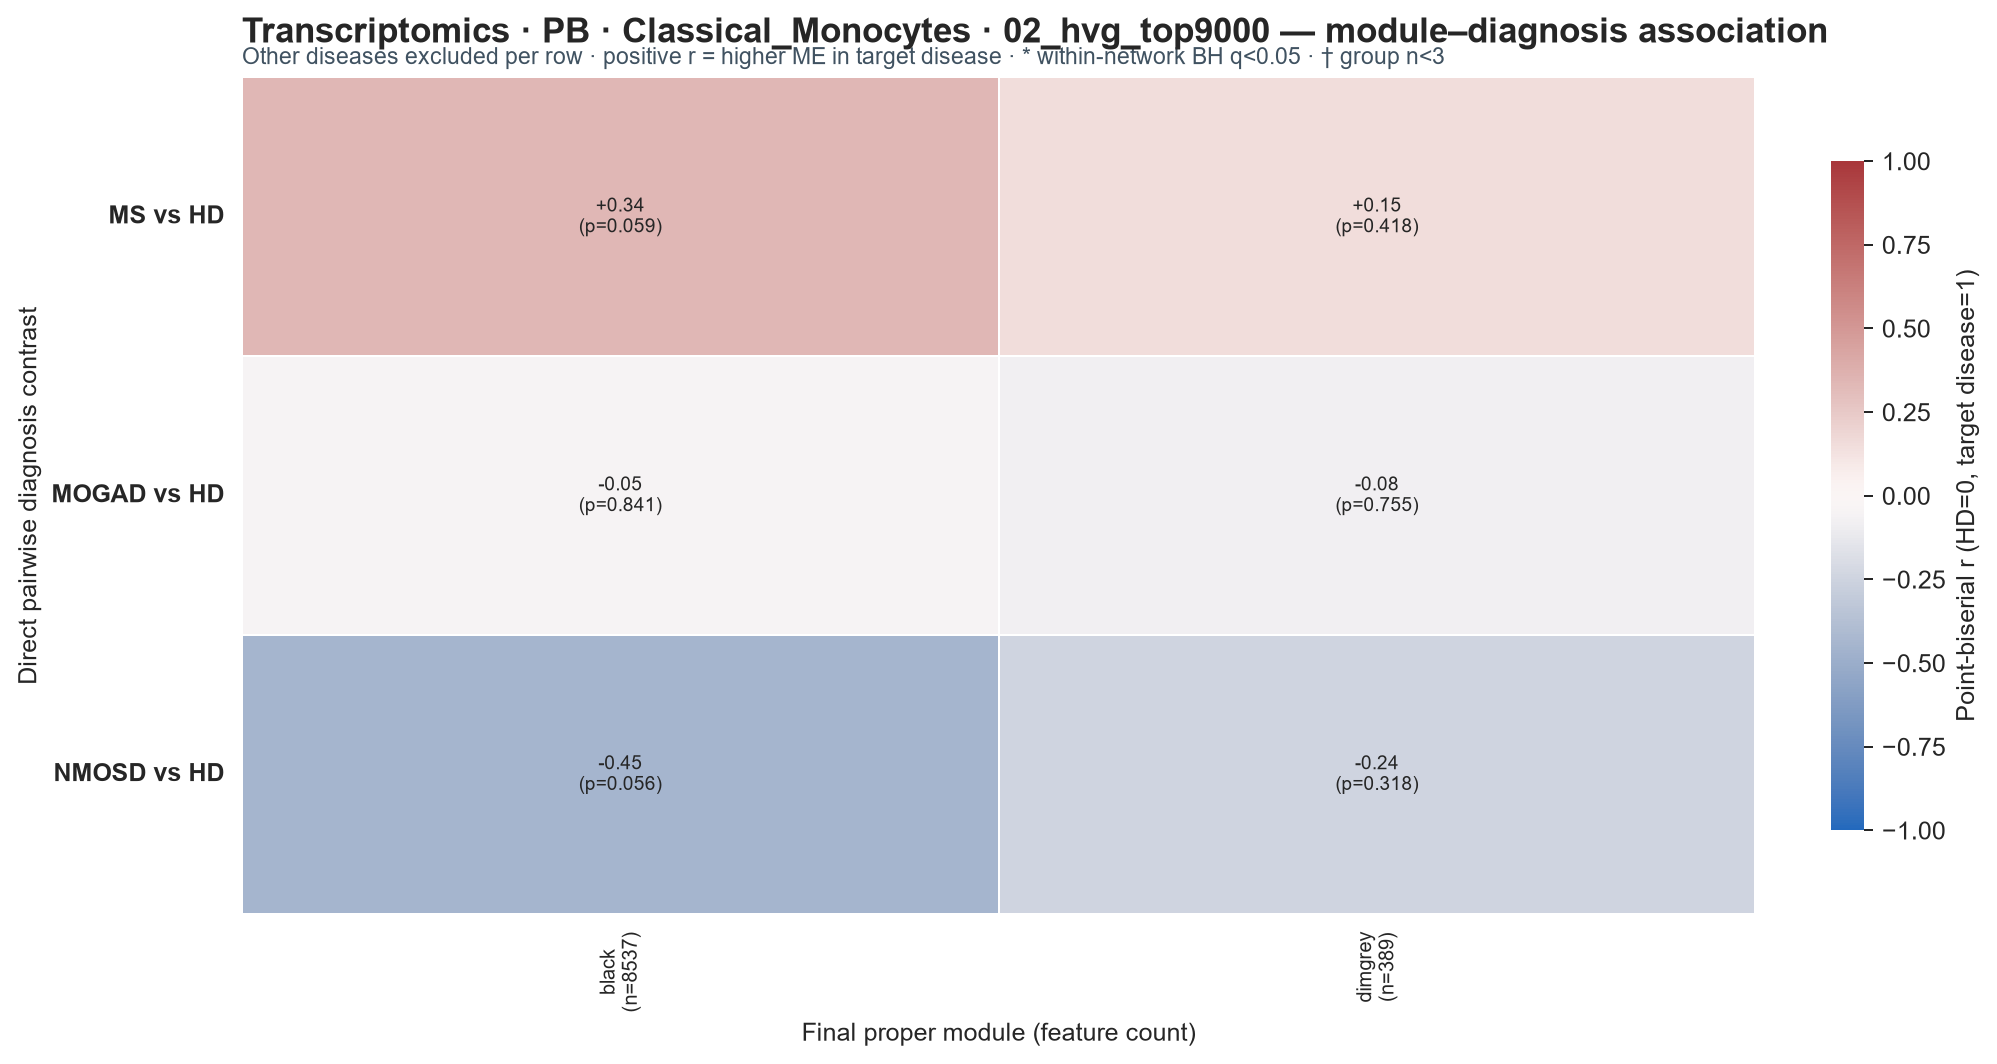 Transcriptomics · PB · Classical_Monocytes · 02_hvg_top9000 — module–diagnosis association
Other diseases excluded per row · positive r = higher ME in target disease · * within-network BH q<0.05 · † group n<3
Direct pairwise diagnosis contrast
MS vs HD
+0.34
(p=0.059)
+0.15
(p=0.418)
MOGAD vs HD
-0.05
(p=0.841)
-0.08
(p=0.755)
NMOSD vs HD
-0.45
(p=0.056)
-0.24
(p=0.318)
black
(n=8537)
dimgrey
(n=389)
Final proper module (feature count)
1.00
0.75
0.50
0.25
0.00
−0.25
−0.50
−0.75
−1.00
Point-biserial r (HD=0, target disease=1)